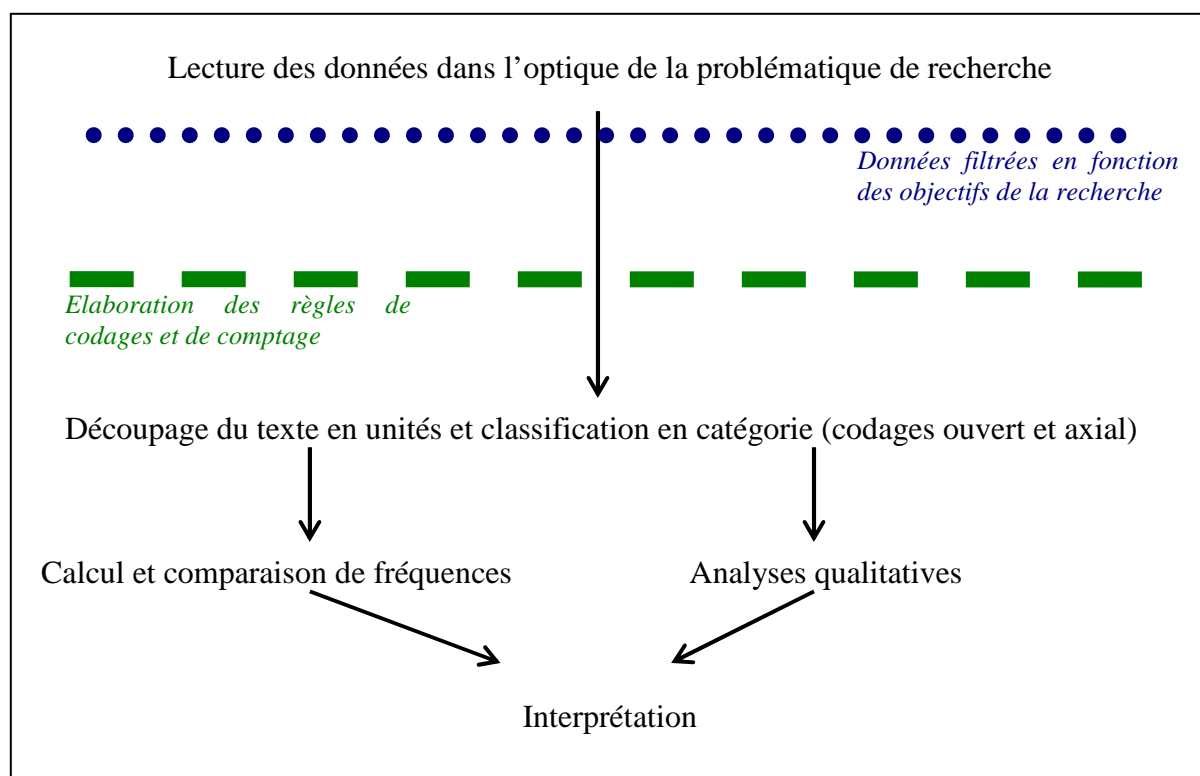 Lecture des données dans l’optique de la problématique de recherche
Données filtrées en fonction
des objectifs de la recherche
Elaboration des règles de
codages et de comptage
Découpage du texte en unités et classification en catégorie (codages ouvert et axial)
Calcul et comparaison de fréquences
Analyses qualitatives
Interprétation